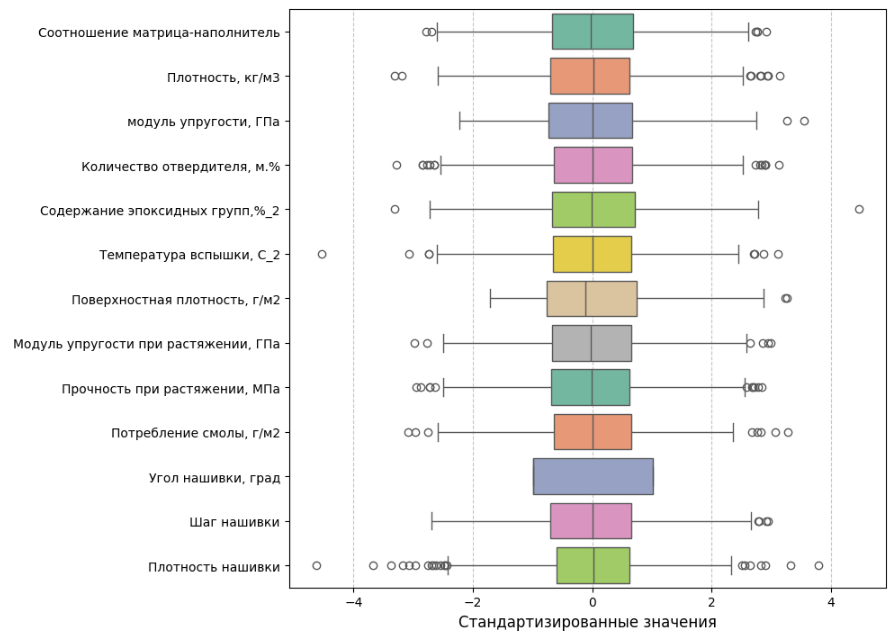 Соотношение матрица-наполнитель
Плотность, кг/м3
модуль упругости, ГПа
Количество отвердителя, м.%
Содержание эпоксидных групп,%_2
Температура вспышки, С_2
Поверхностная плотность, г/м2
Модуль упругости при растяжении, ГПа
Прочность при растяжении, МПа
Потребление смолы, г/м2
Угол нашивки, град
Шаг нашивки
Плотность нашивки
−4 −2 0 2 4
Стандартизированные значения